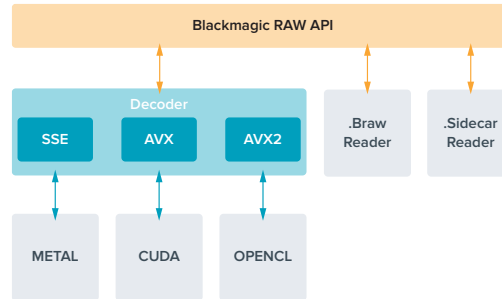 Blackmagic RAW API
Decoder
SSE
AVX
AVX2
.Braw
Reader
.Sidecar
Reader
METAL
CUDA
OPENCL